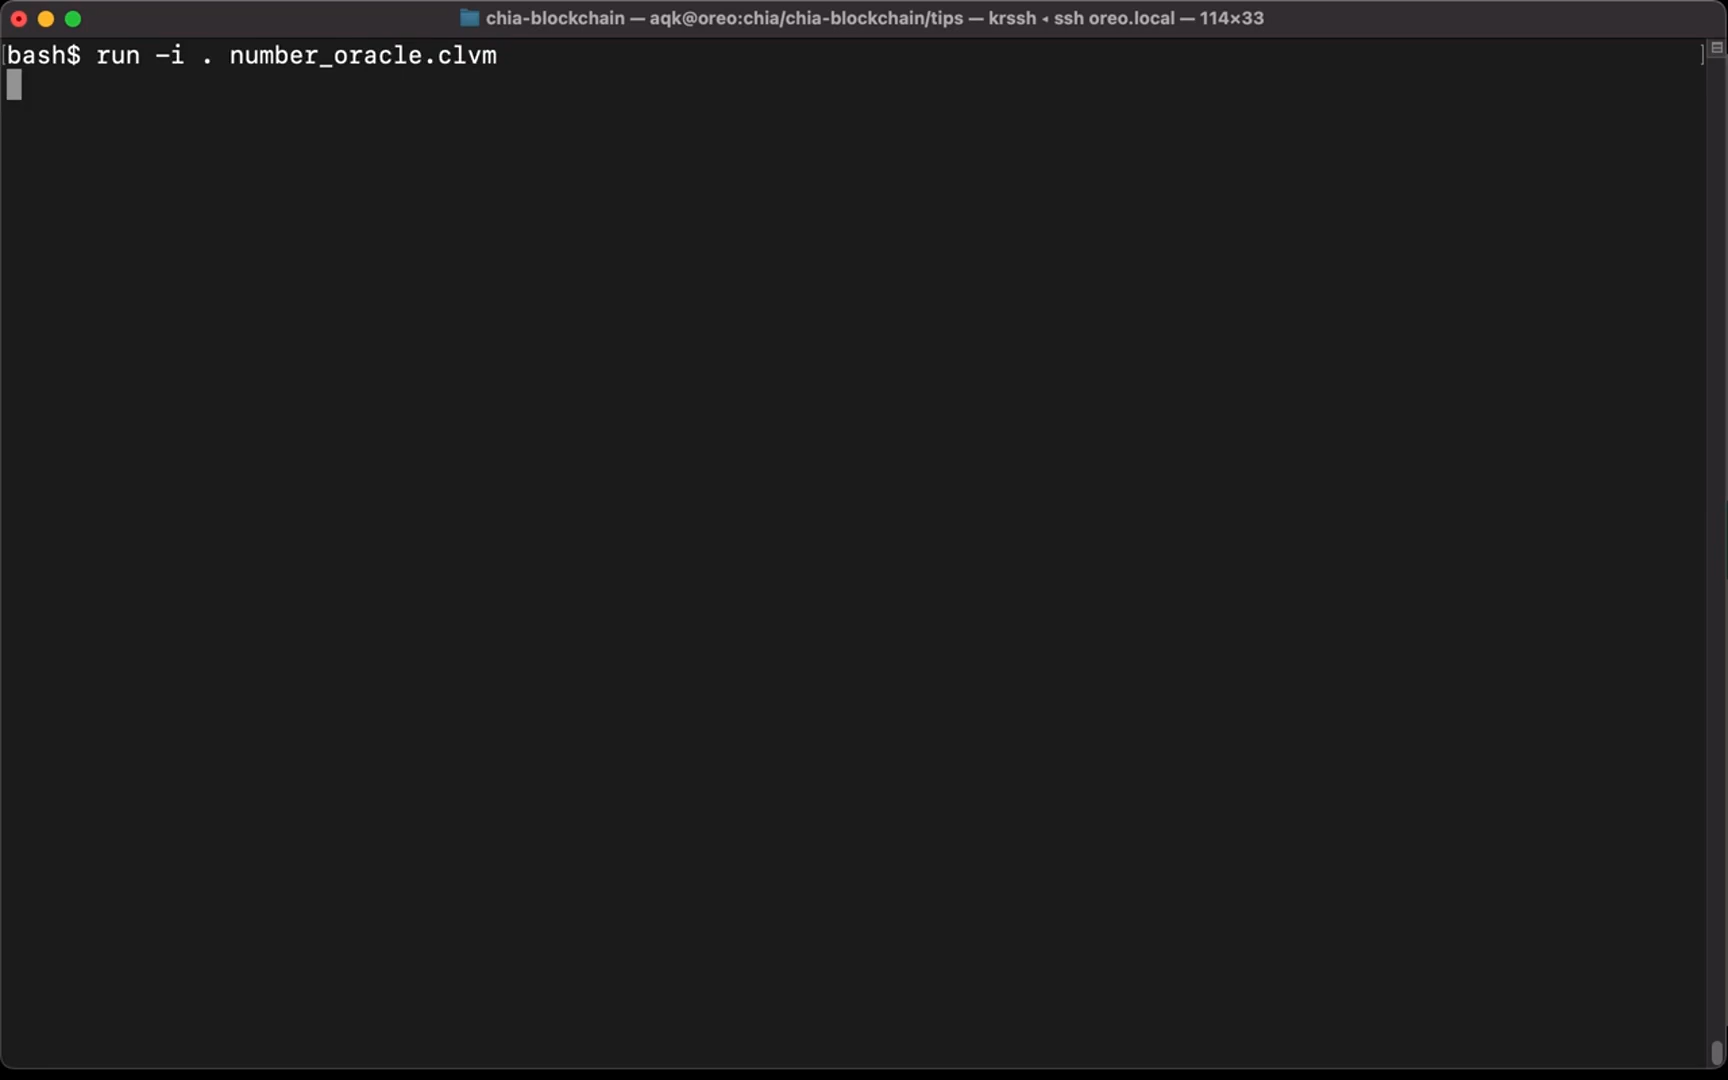 chia-blockchain — aqk@oreo:chia/chia-blockchain/tips — krssh ◂ ssh oreo.local — 114×33
[bash$ run -i . number_oracle.clvm ]